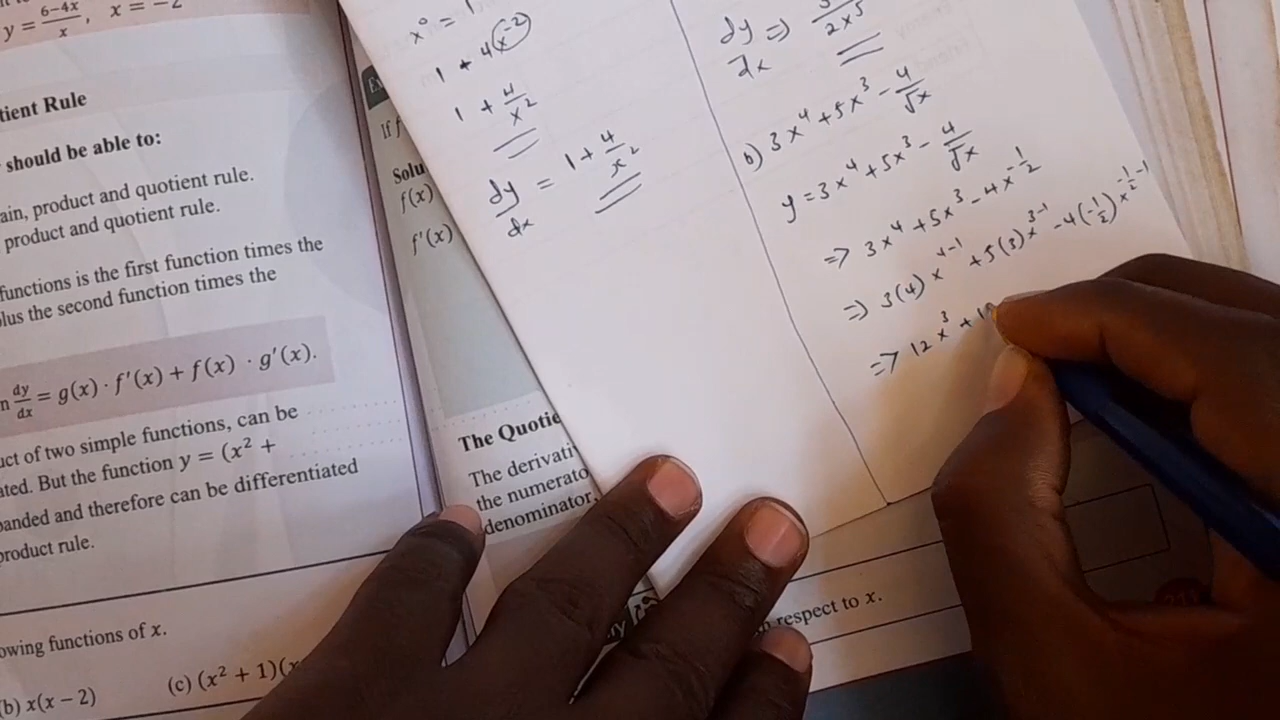 y = 6−4x/x , x = −2
tient Rule
should be able to:
ain, product and quotient rule.
product and quotient rule.
functions is the first function times the
plus the second function times the
n dy/dx = g(x) · f′(x) + f(x) · g′(x).
uct of two simple functions, can be
ated. But the function y = (x² +
panded and therefore can be differentiated
product rule.
owing functions of x.
(b) x(x − 2)
(c) (x² + 1)(x
If f
Solu
f(x)
f′(x)
The Quotie
The derivati
the numerato
denominator,
respect to x.
x⁰ = 1
1 + 4(x⁻²)
1 + 4/x²
dy/dx = 1 + 4/x²
dy/dx => 2x⁵
b) 3x⁴ + 5x³ − 4/√x
y = 3x⁴ + 5x³ − 4/√x
=> 3x⁴ + 5x³ − 4x^−1/2
=> 3(4)x^4−1 + 5(3)x^3−1 − 4(−1/2)x^−1/2−1
=> 12x³ + 1